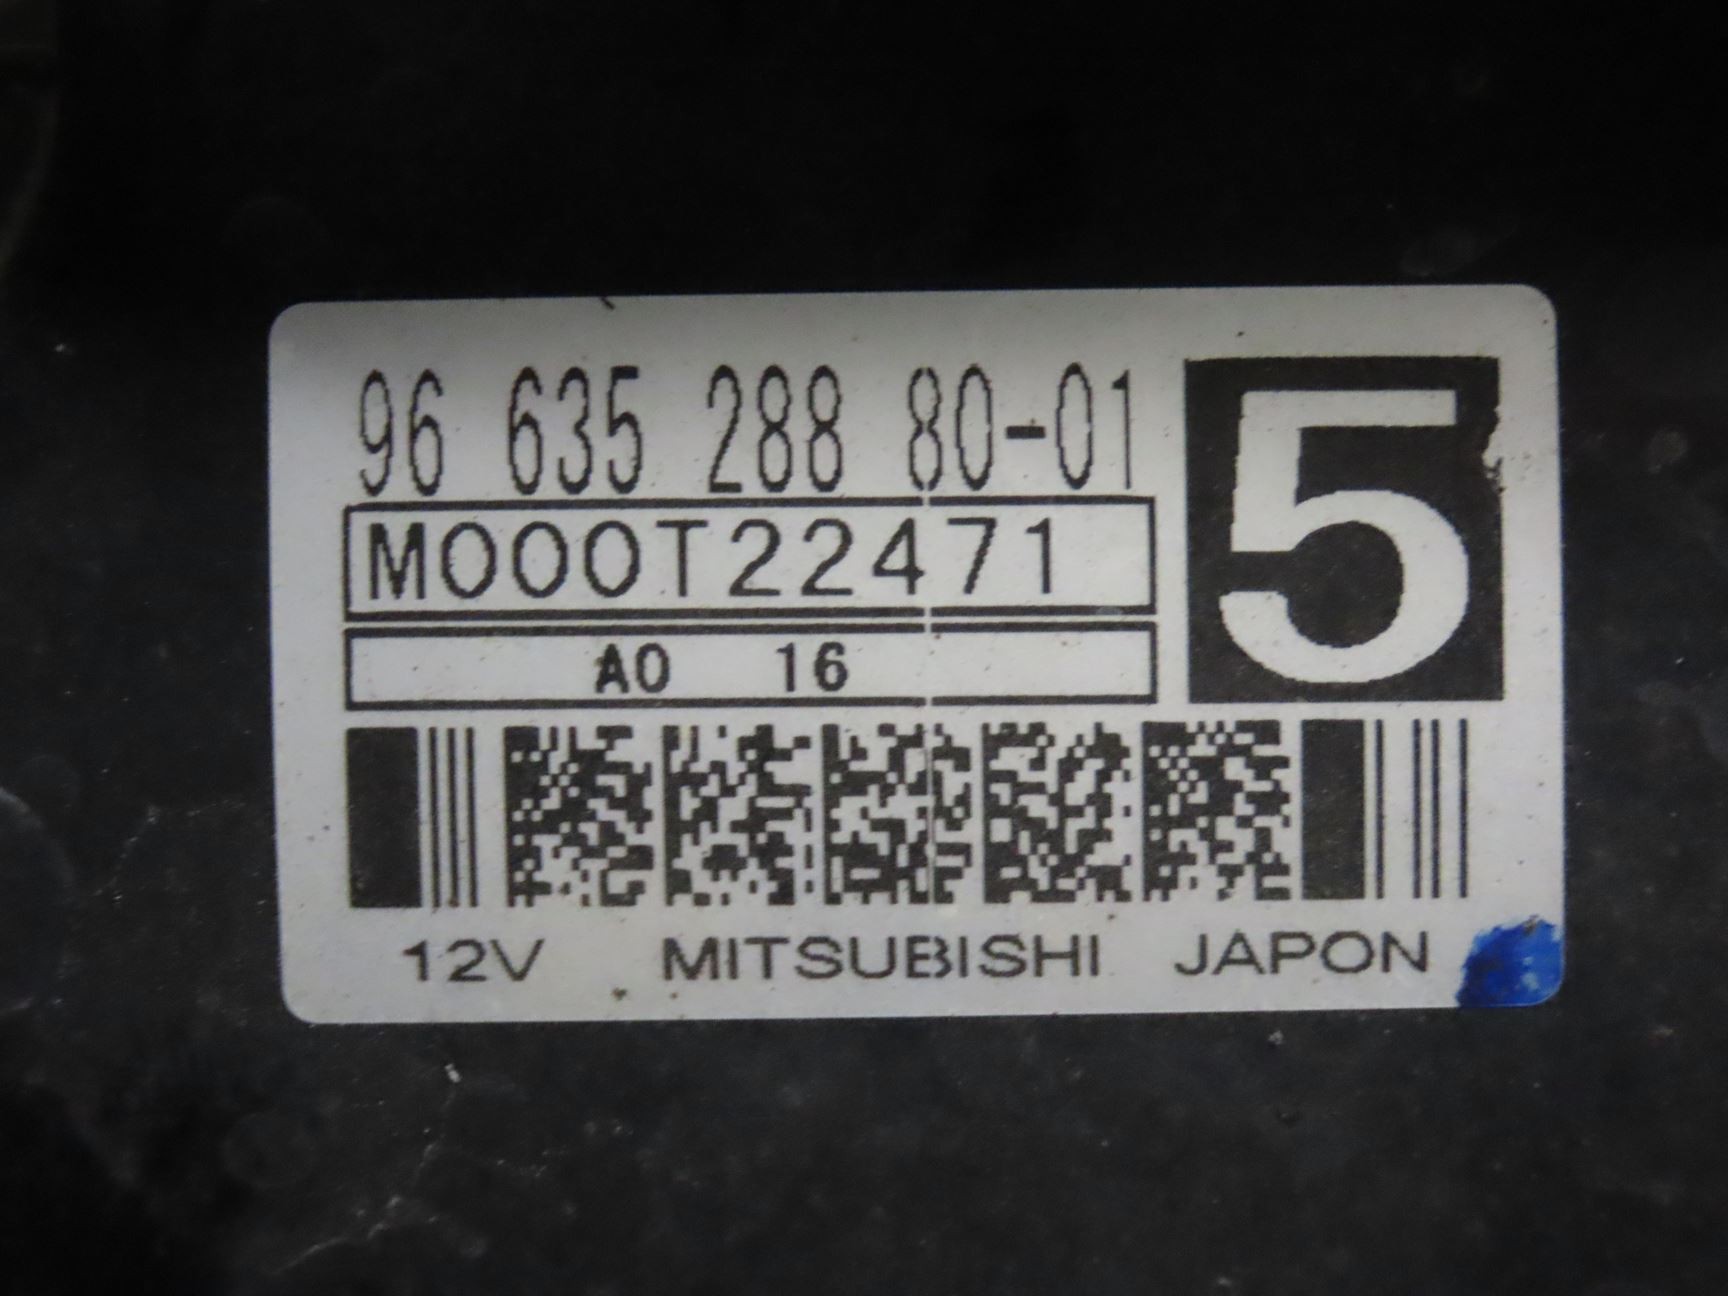 96 635 288 80-01
5
M000T22471
A0 16
12V MITSUBISHI JAPON